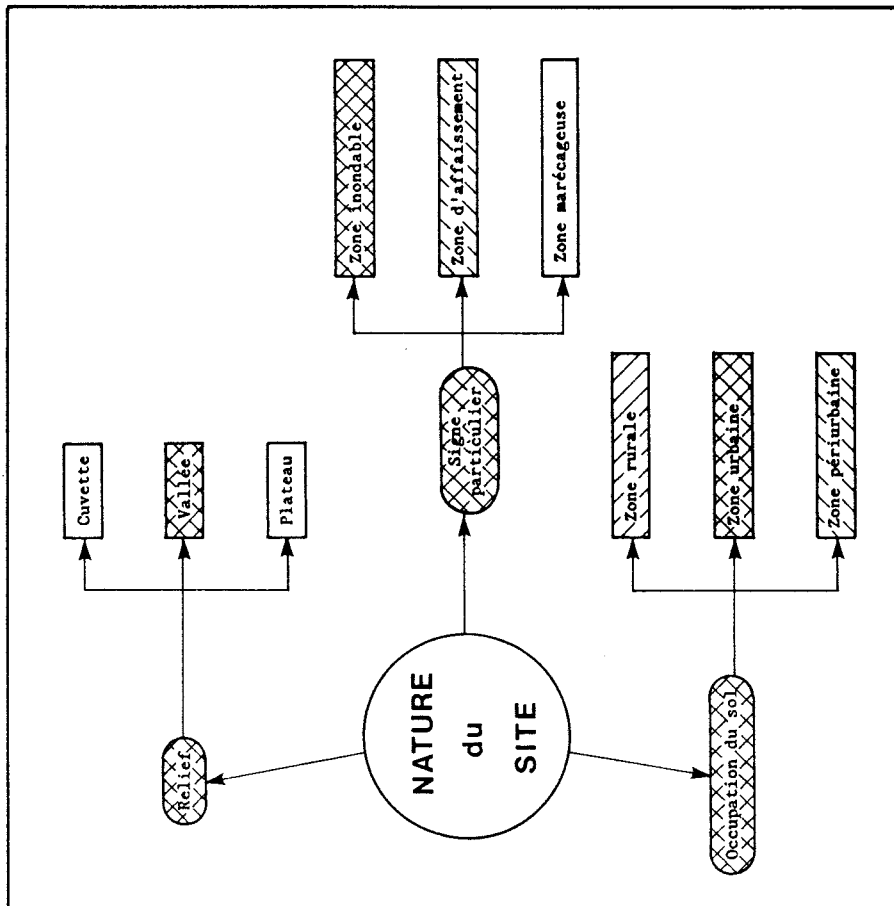 NATURE
du
SITE
Relief
Cuvette
Vallée
Plateau
Signe
particulier
Zone inondable
Zone d'affaissement
Zone marécageuse
Occupation du sol
Zone rurale
Zone urbaine
Zone périurbaine